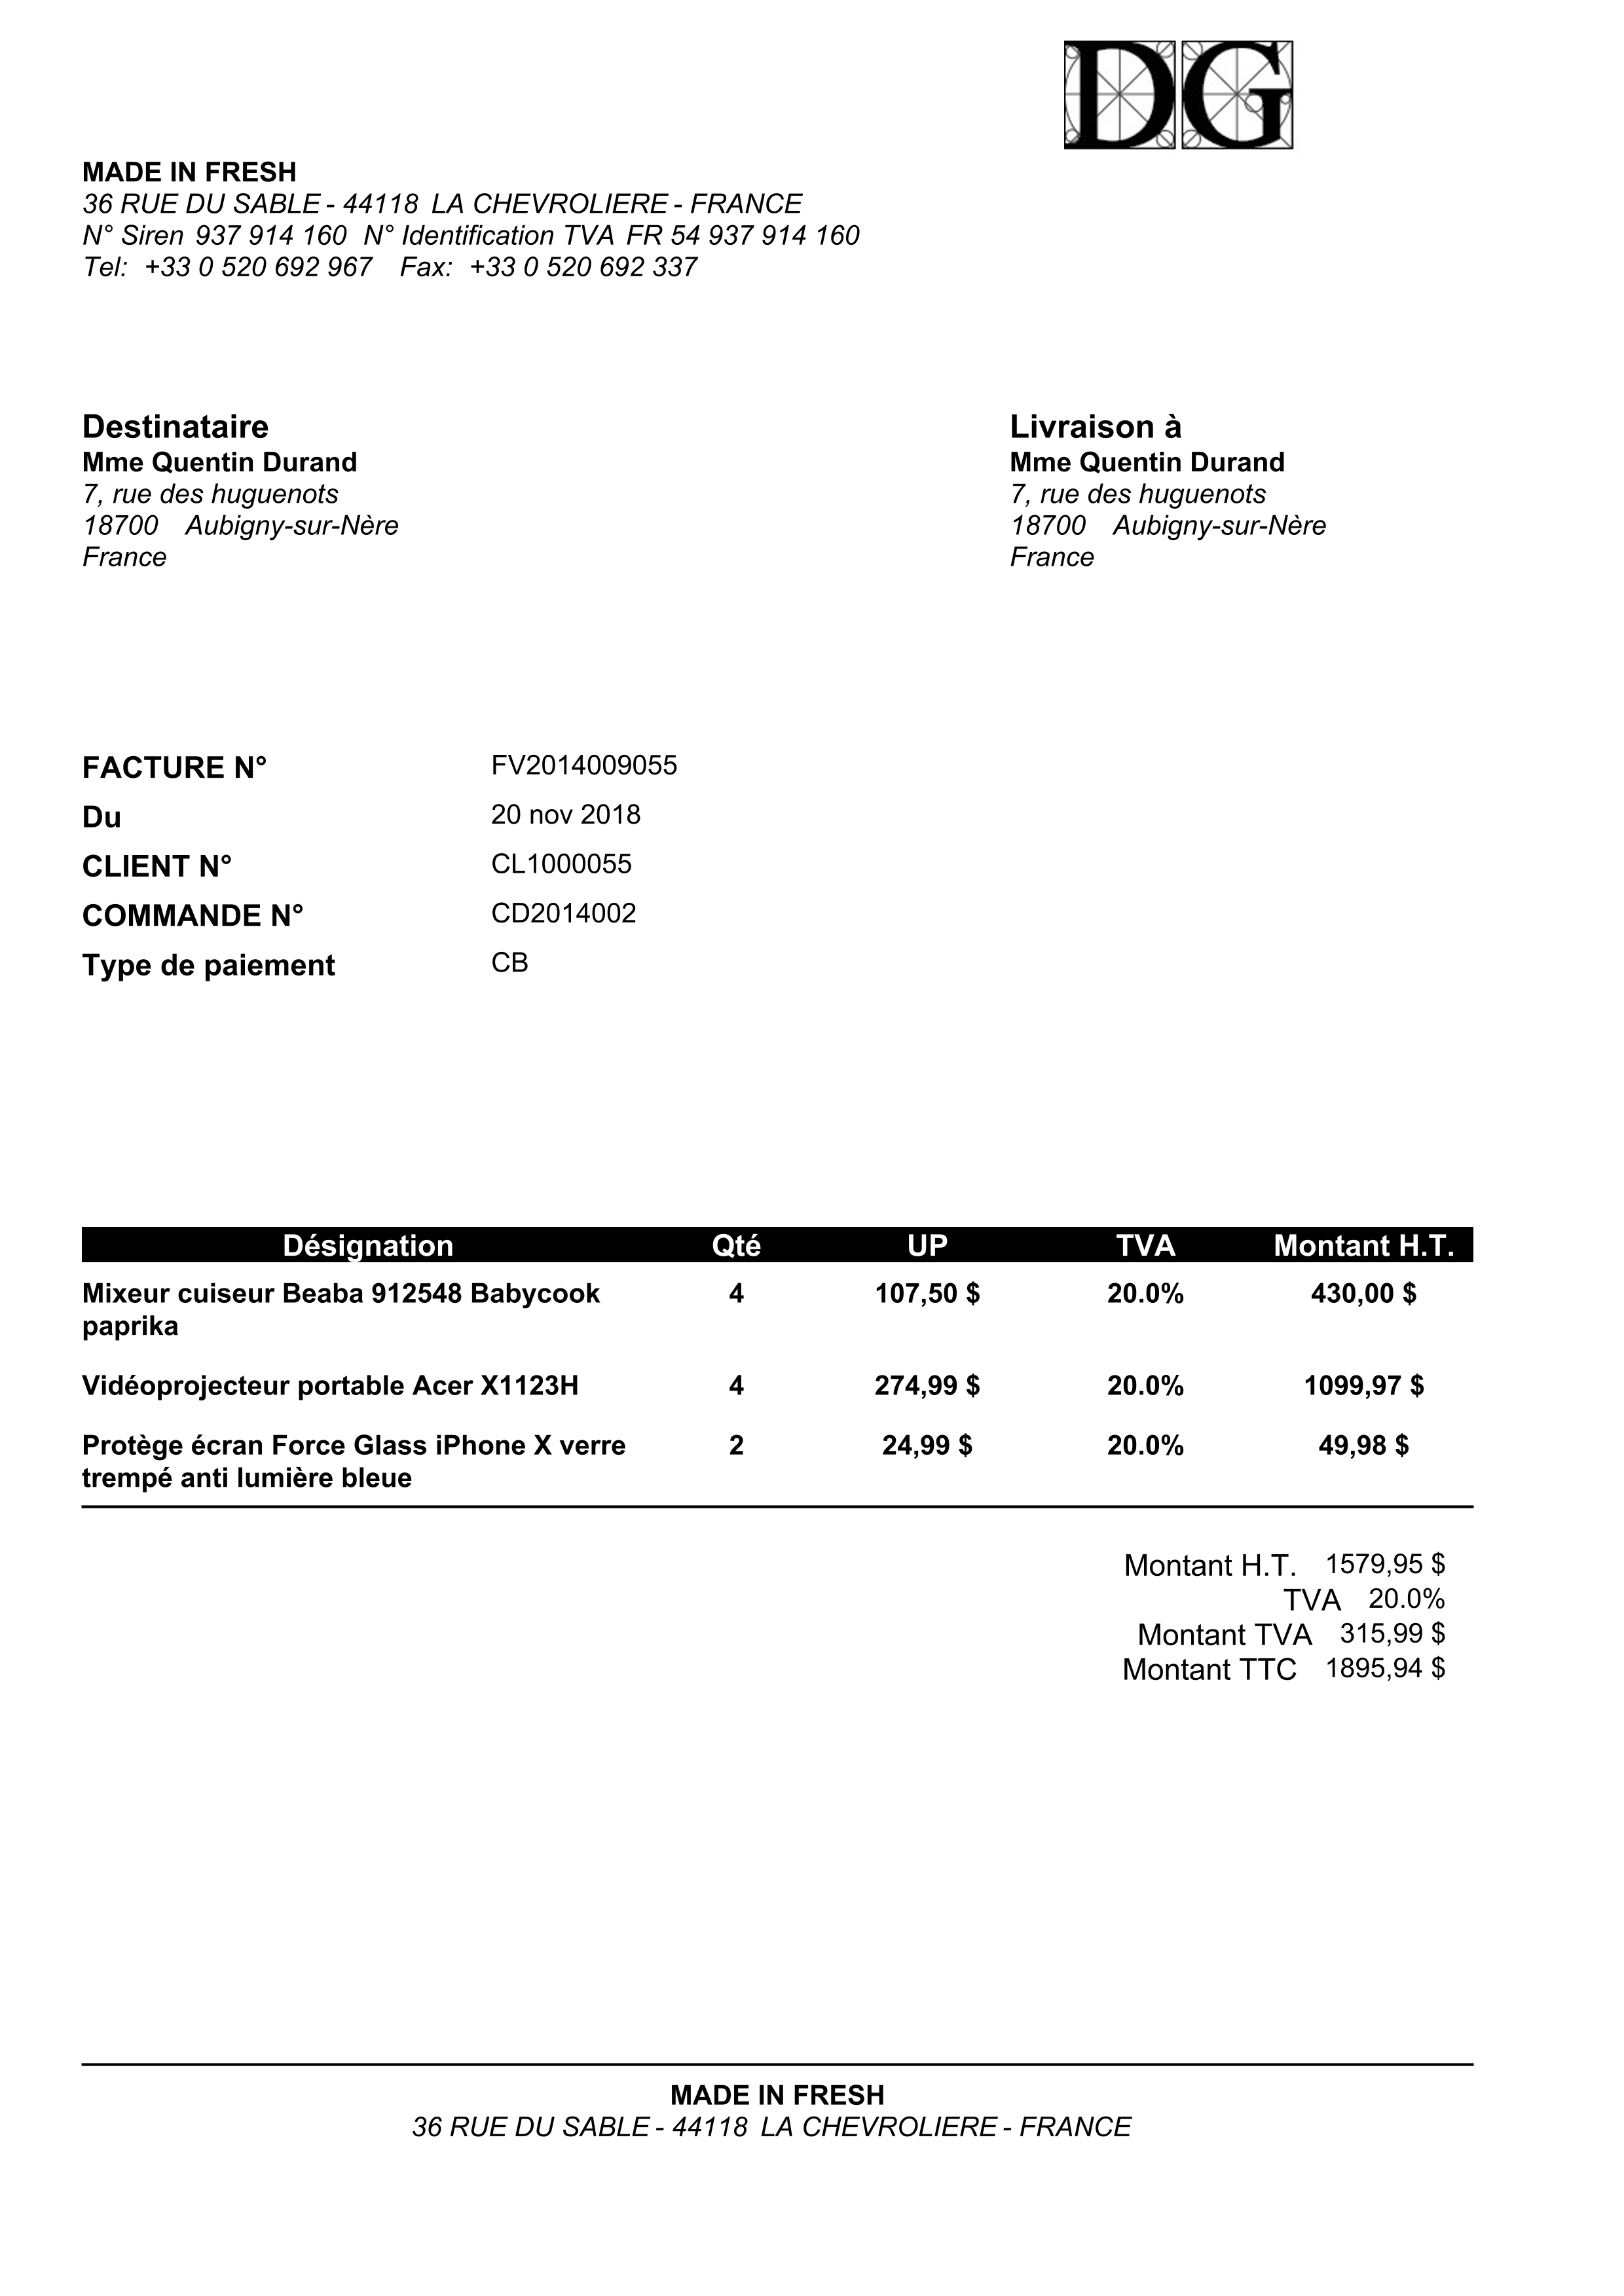 DG
MADE IN FRESH
36 RUE DU SABLE - 44118 LA CHEVROLIERE - FRANCE
N° Siren 937 914 160 N° Identification TVA FR 54 937 914 160
Tel: +33 0 520 692 967 Fax: +33 0 520 692 337
Destinataire
Mme Quentin Durand
7, rue des huguenots
18700 Aubigny-sur-Nère
France
Livraison à
Mme Quentin Durand
7, rue des huguenots
18700 Aubigny-sur-Nère
France
FACTURE N° FV2014009055
Du 20 nov 2018
CLIENT N° CL1000055
COMMANDE N° CD2014002
Type de paiement CB
Désignation Qté UP TVA Montant H.T.
Mixeur cuiseur Beaba 912548 Babycook 4 107,50 $ 20.0% 430,00 $
paprika
Vidéoprojecteur portable Acer X1123H 4 274,99 $ 20.0% 1099,97 $
Protège écran Force Glass iPhone X verre 2 24,99 $ 20.0% 49,98 $
trempé anti lumière bleue
Montant H.T. 1579,95 $
TVA 20.0%
Montant TVA 315,99 $
Montant TTC 1895,94 $
MADE IN FRESH
36 RUE DU SABLE - 44118 LA CHEVROLIERE - FRANCE